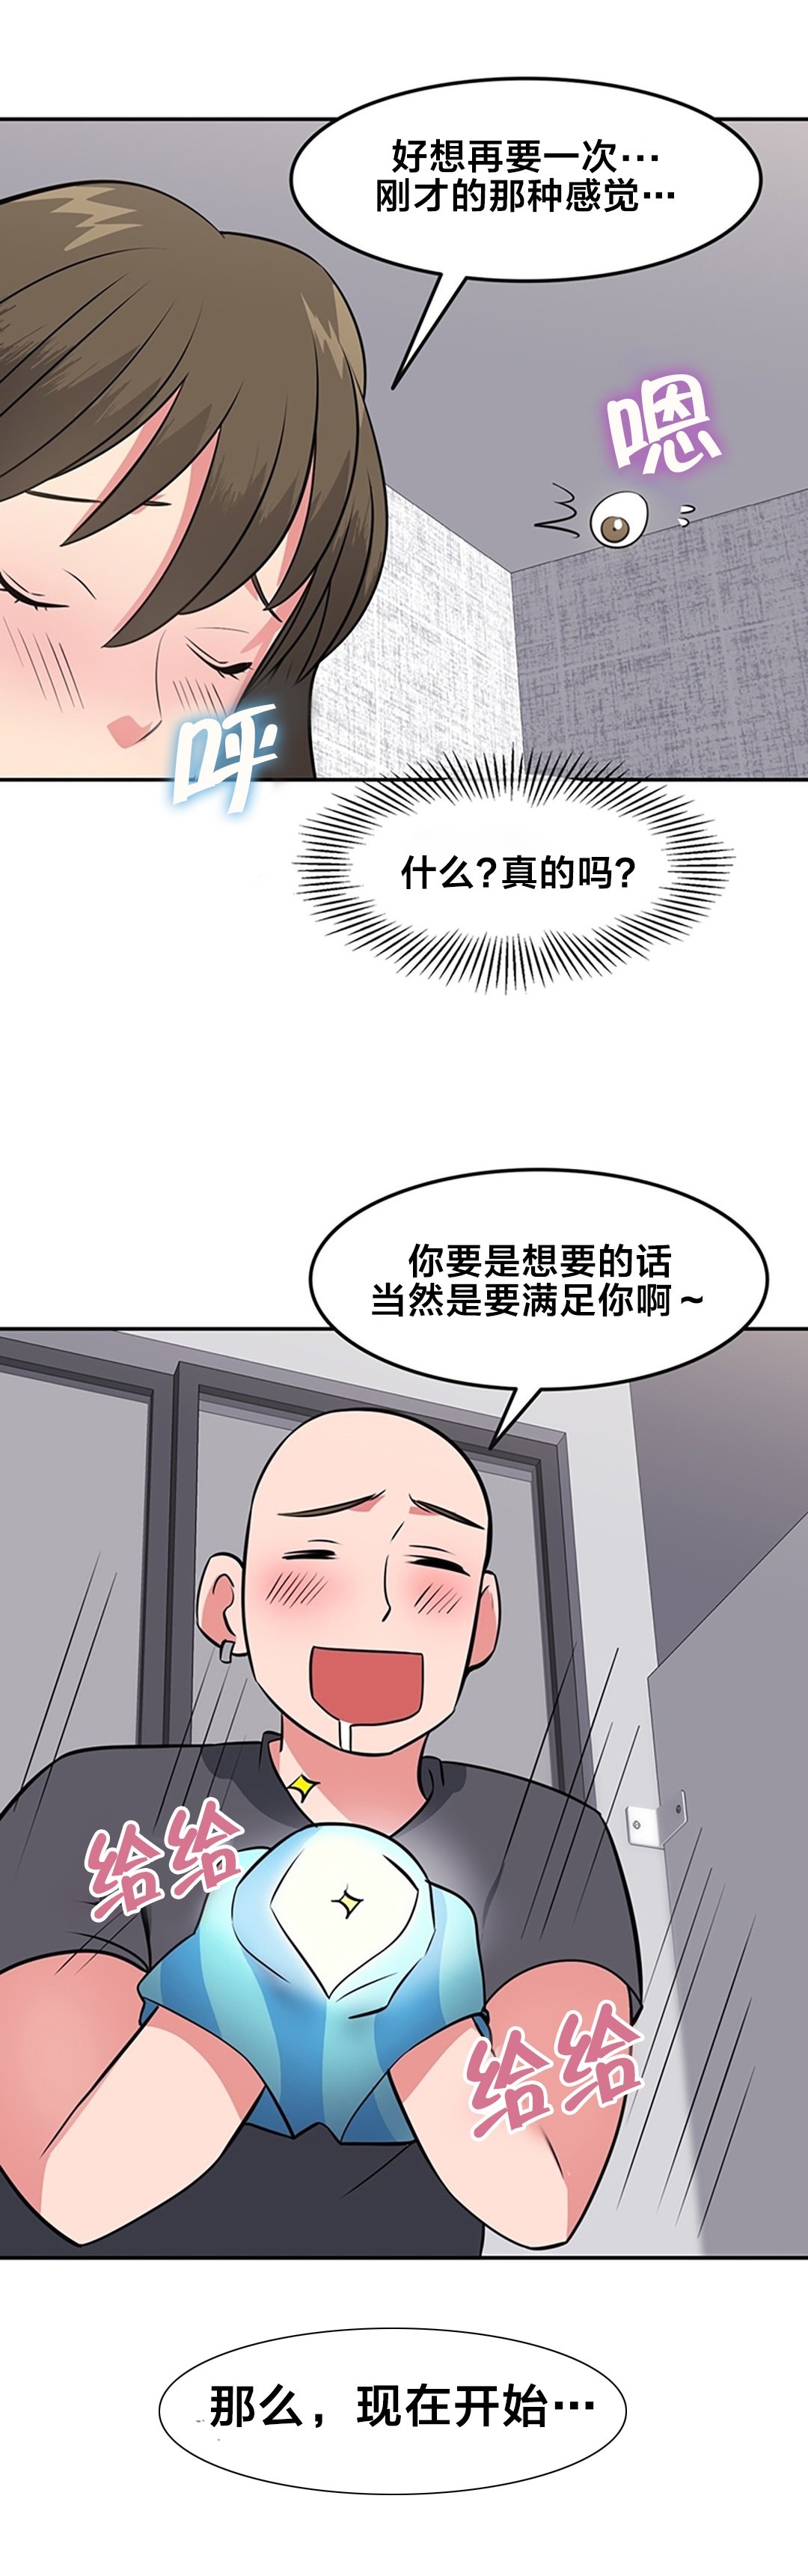 好想再要一次…
刚才的那种感觉…
嗯
呼
什么?真的吗?
你要是想要的话
当然是要满足你啊~
给给
给给
那么，现在开始…